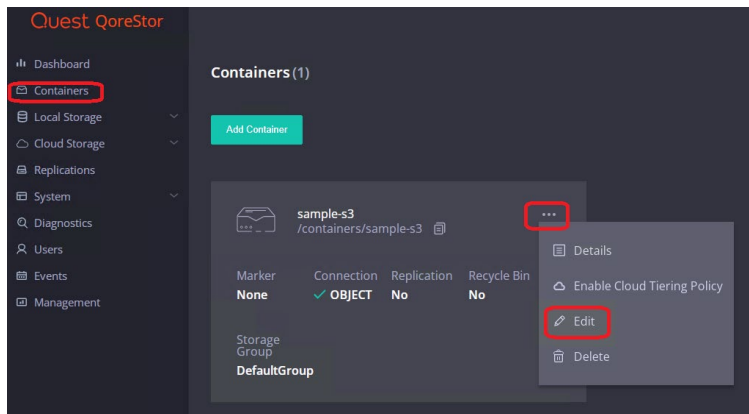 Quest QoreStor
Dashboard
Containers
Local Storage
Cloud Storage
Replications
System
Diagnostics
Users
Events
Management
Containers (1)
Add Container
sample-s3
/containers/sample-s3
Marker Connection Replication Recycle Bin
None OBJECT No No
Storage
Group
DefaultGroup
Details
Enable Cloud Tiering Policy
Edit
Delete